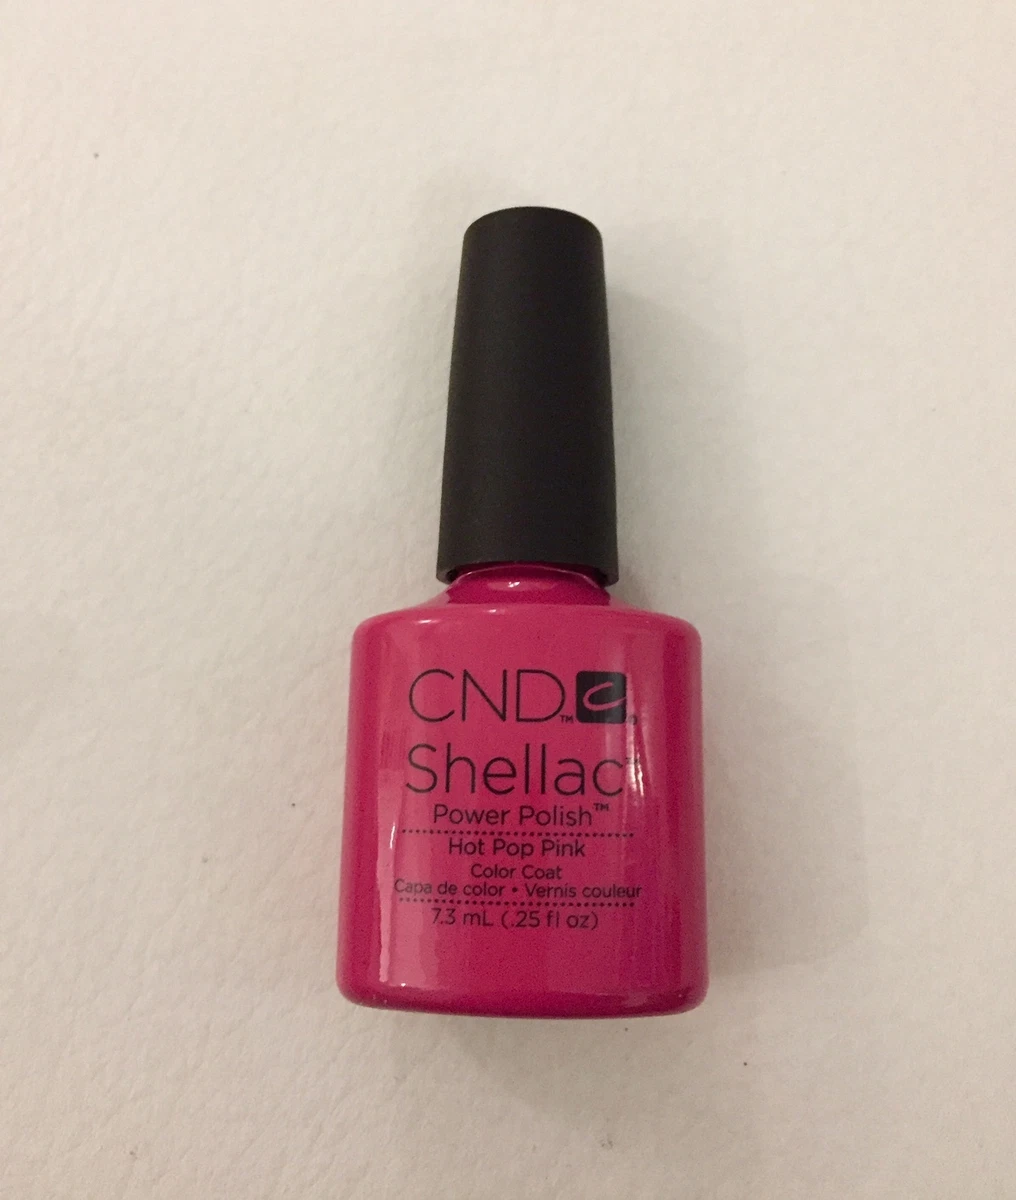 CND™ c®
Shellac™
Power Polish™
Hot Pop Pink
Color Coat
Capa de color • Vernis couleur
7.3 mL (.25 fl oz)